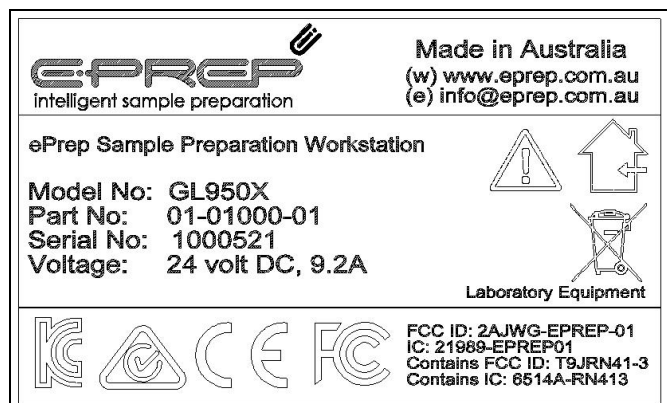 E-PREP
intelligent sample preparation
Made in Australia
(w) www.eprep.com.au
(e) info@eprep.com.au
ePrep Sample Preparation Workstation
Model No: GL950X
Part No: 01-01000-01
Serial No: 1000521
Voltage: 24 volt DC, 9.2A
Laboratory Equipment
FCC ID: 2AJWG-EPREP-01
IC: 21989-EPREP01
Contains FCC ID: T9JRN41-3
Contains IC: 6514A-RN413